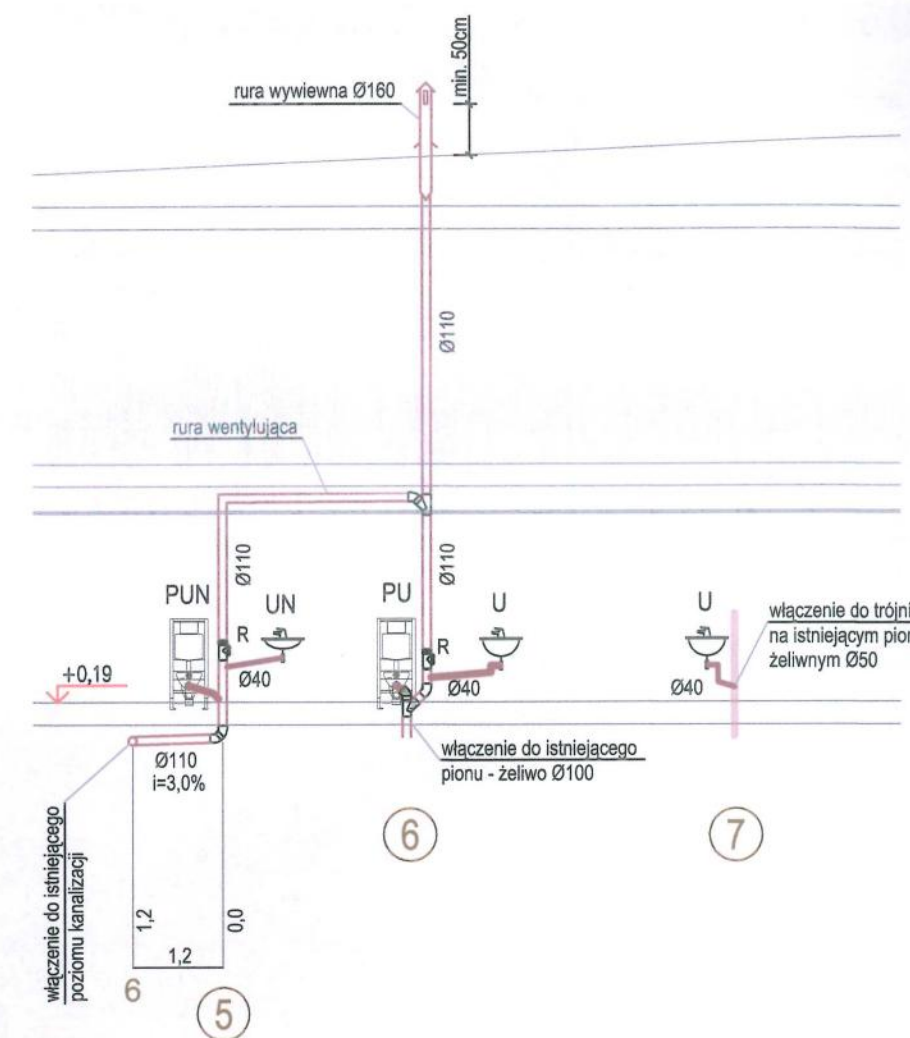 min. 50cm
rura wywiewna Ø160
Ø110
rura wentylująca
Ø110
Ø110
PUN
UN
PU
U
U
R
R
włączenie do trójni
na istniejącym pion
żeliwnym Ø50
+0,19
Ø40
Ø40
Ø40
Ø110
i=3,0%
włączenie do istniejącego
pionu - żeliwo Ø100
6
7
włączenie do istniejącego
poziomu kanalizacji
1,2
0,0
1,2
6
5